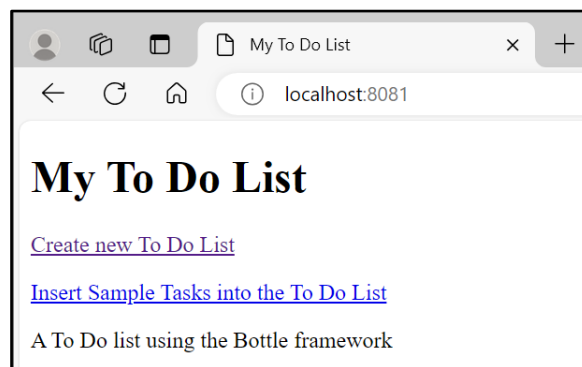 My To Do List
localhost:8081
My To Do List
Create new To Do List
Insert Sample Tasks into the To Do List
A To Do list using the Bottle framework